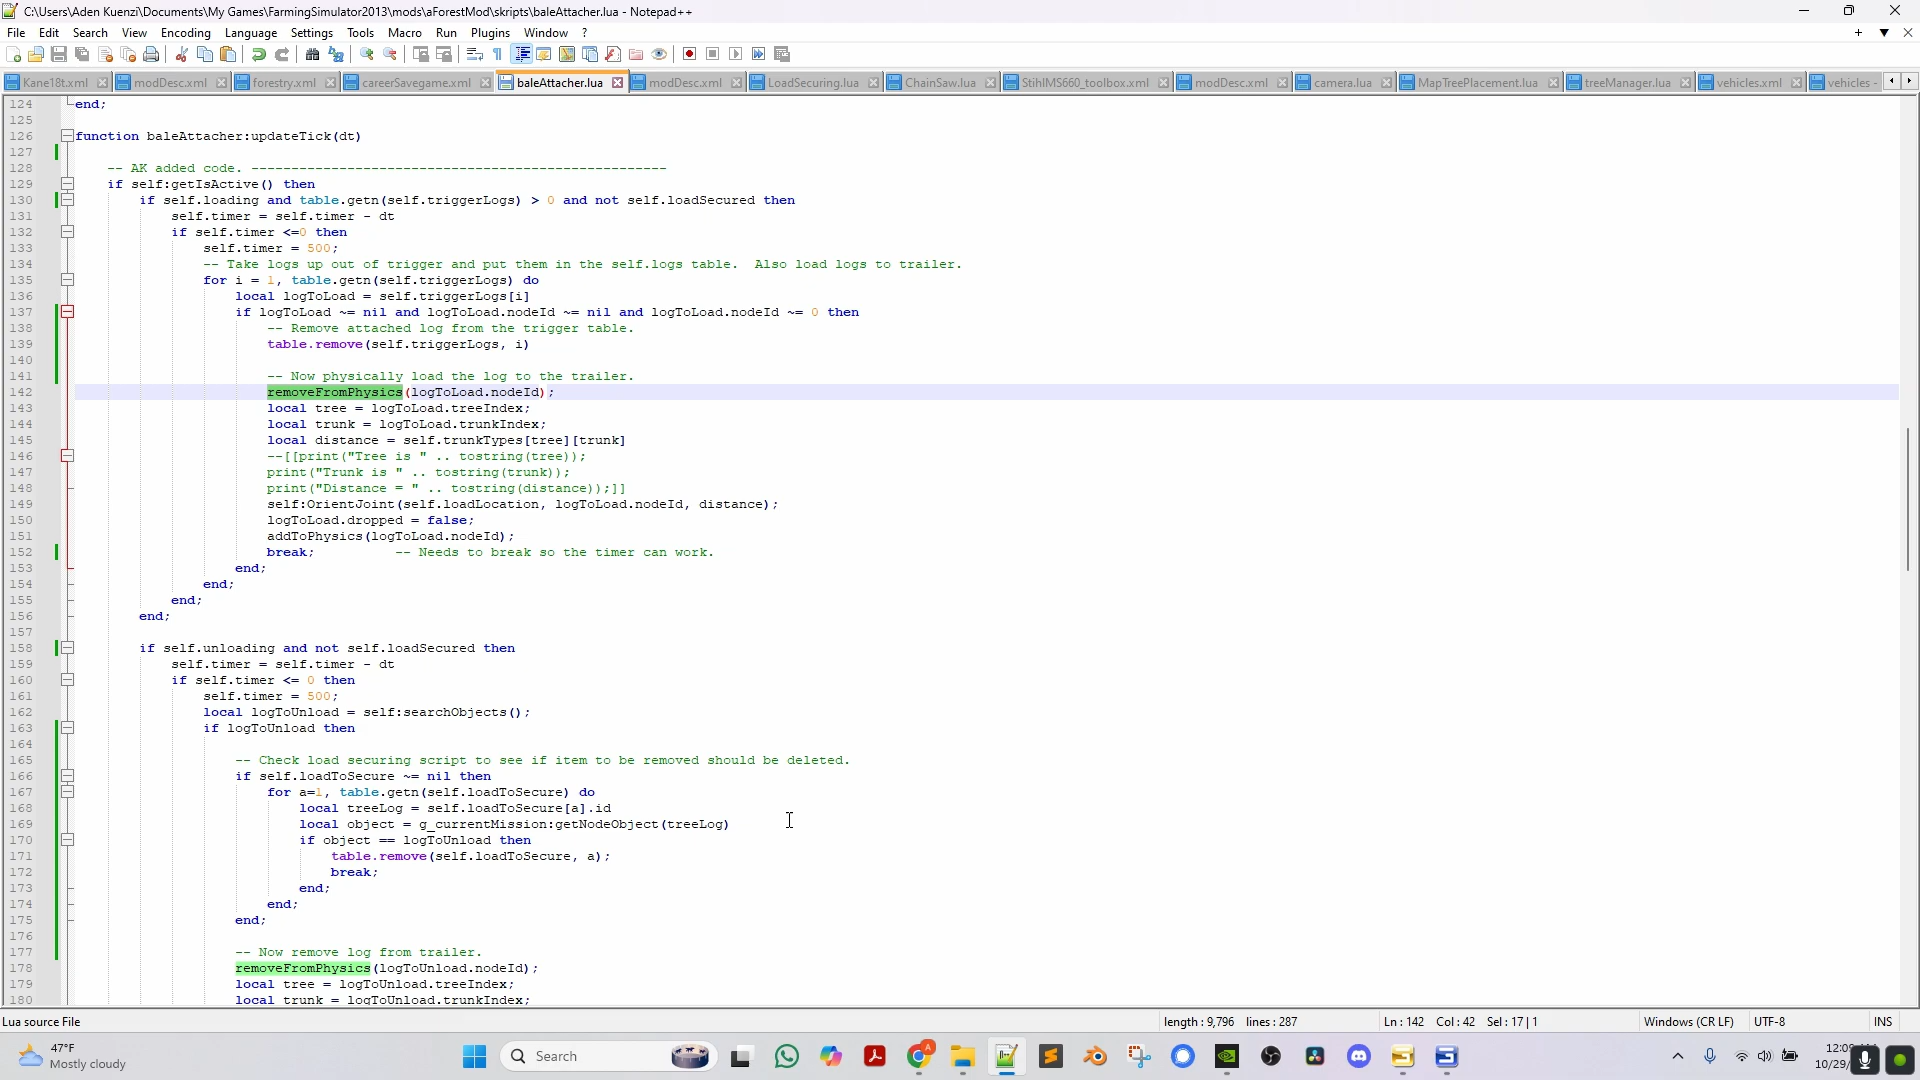 C:\Users\Aden Kuenzi\Documents\My Games\FarmingSimulator2013\mods\aForestMod\skripts\baleAttacher.lua - Notepad++
File Edit Search View Encoding Language Settings Tools Macro Run Plugins Window ?
Kane18t.xml modDesc.xml forestry.xml careerSavegame.xml baleAttacher.lua modDesc.xml LoadSecuring.lua ChainSaw.lua StihlMS660_toolbox.xml modDesc.xml camera.lua MapTreePlacement.lua treeManager.lua vehicles.xml vehicles -
124 end;
125
126 function baleAttacher:updateTick(dt)
127
128 -- AK added code. ----------------------------------------------------
129 if self:getIsActive() then
130 if self.loading and table.getn(self.triggerLogs) > 0 and not self.loadSecured then
131 self.timer = self.timer - dt
132 if self.timer <=0 then
133 self.timer = 500;
134 -- Take logs up out of trigger and put them in the self.logs table.  Also load logs to trailer.
135 for i = 1, table.getn(self.triggerLogs) do
136 local logToLoad = self.triggerLogs[i]
137 if logToLoad ~= nil and logToLoad.nodeId ~= nil and logToLoad.nodeId ~= 0 then
138 -- Remove attached log from the trigger table.
139 table.remove(self.triggerLogs, i)
140
141 -- Now physically load the log to the trailer.
142 removeFromPhysics(logToLoad.nodeId);
143 local tree = logToLoad.treeIndex;
144 local trunk = logToLoad.trunkIndex;
145 local distance = self.trunkTypes[tree][trunk]
146 --[[print("Tree is " .. tostring(tree));
147 print("Trunk is " .. tostring(trunk));
148 print("Distance = " .. tostring(distance));]]
149 self:OrientJoint(self.loadLocation, logToLoad.nodeId, distance);
150 logToLoad.dropped = false;
151 addToPhysics(logToLoad.nodeId);
152 break; -- Needs to break so the timer can work.
153 end;
154 end;
155 end;
156 end;
157
158 if self.unloading and not self.loadSecured then
159 self.timer = self.timer - dt
160 if self.timer <= 0 then
161 self.timer = 500;
162 local logToUnload = self:searchObjects();
163 if logToUnload then
164
165 -- Check load securing script to see if item to be removed should be deleted.
166 if self.loadToSecure ~= nil then
167 for a=1, table.getn(self.loadToSecure) do
168 local treeLog = self.loadToSecure[a].id
169 local object = g_currentMission:getNodeObject(treeLog)
170 if object == logToUnload then
171 table.remove(self.loadToSecure, a);
172 break;
173 end;
174 end;
175 end;
176
177 -- Now remove log from trailer.
178 removeFromPhysics(logToUnload.nodeId);
179 local tree = logToUnload.treeIndex;
180 local trunk = logToUnload.trunkIndex;
Lua source File length : 9,796 lines : 287 Ln : 142 Col : 42 Sel : 17 | 1 Windows (CR LF) UTF-8 INS
47°F
Mostly cloudy
Search
12:09
10/29/